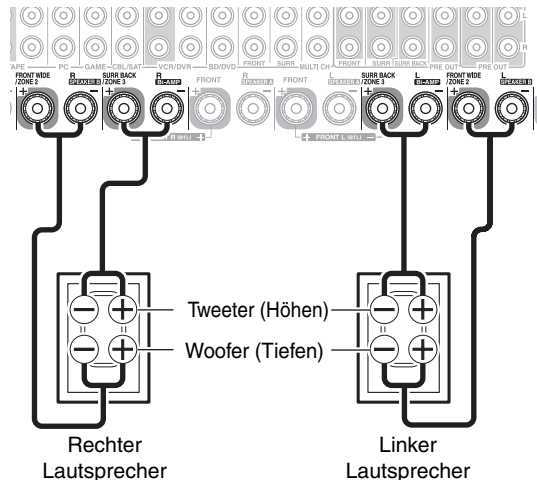 L
R
TAPE PC GAME CBL/SAT VCR/DVR BD/DVD FRONT SURR MULTI CH FRONT SURR SURR BACK PRE OUT PRE OUT
FRONT WIDE /ZONE 2 R SPEAKER B SURR BACK /ZONE 3 R BI-AMP FRONT R SPEAKER A FRONT L SPEAKER A SURR BACK /ZONE 3 L BI-AMP FRONT WIDE /ZONE 2 L SPEAKER B
+ − + − + − + − + − + −
R (BTL) + + FRONT L (BTL) −
− +
Tweeter (Höhen)
− +
− +
Woofer (Tiefen)
− +
Rechter
Lautsprecher
Linker
Lautsprecher